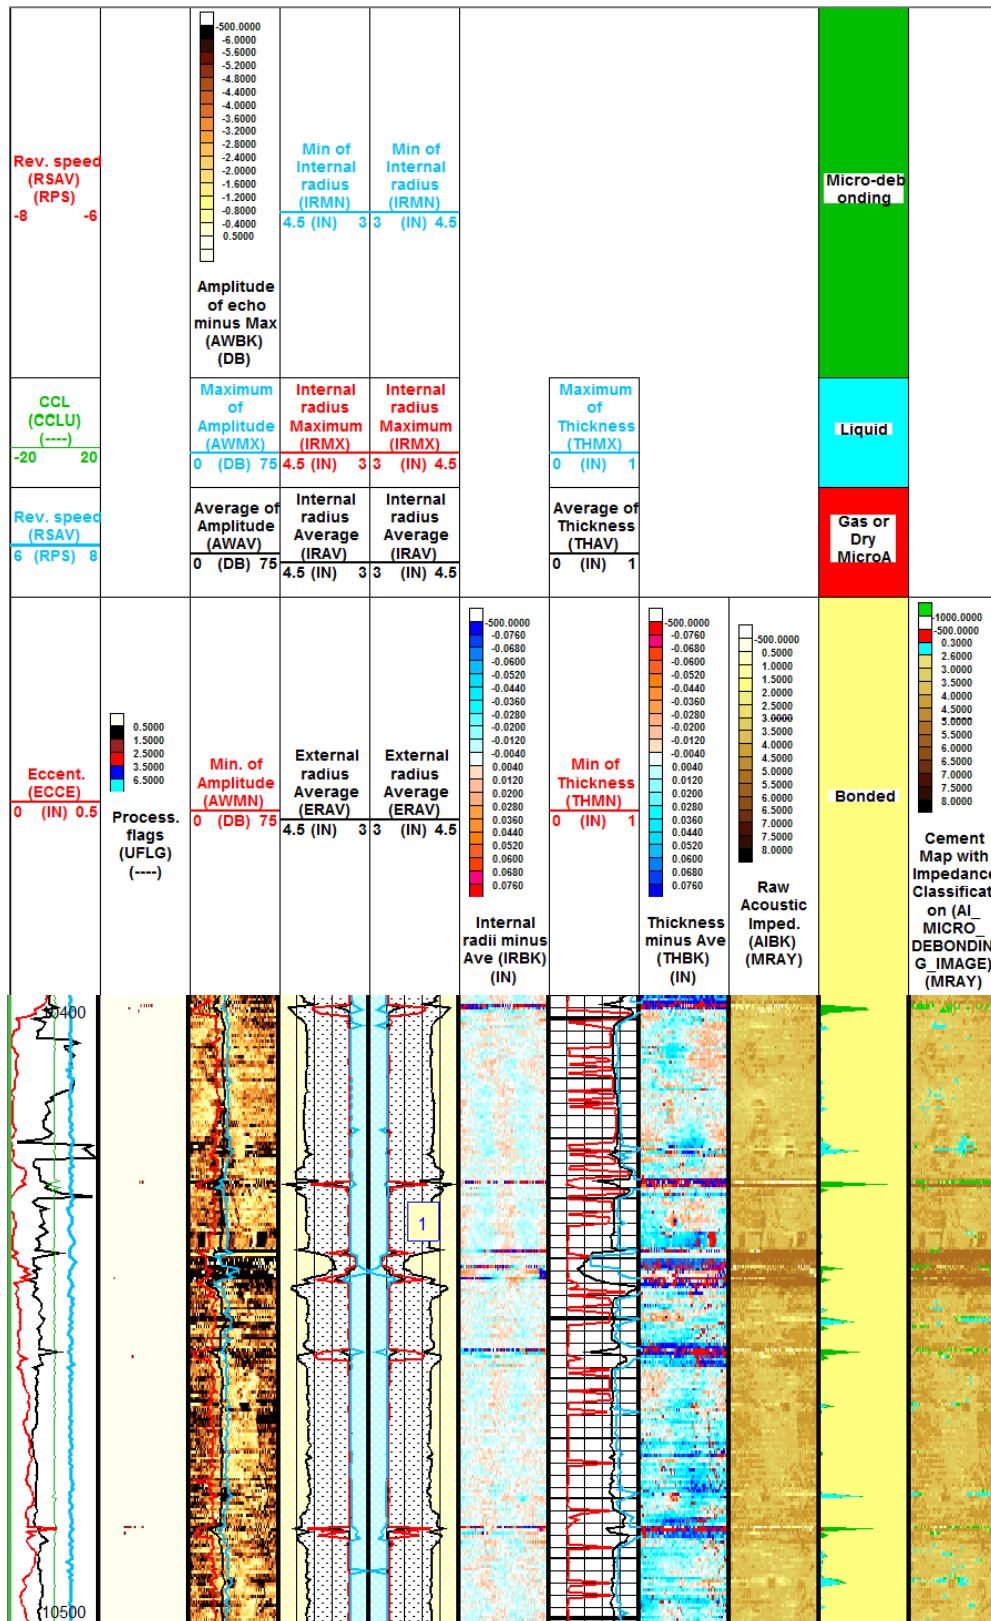 -500.0000
-6.0000
-5.6000
-5.2000
-4.8000
-4.4000
-4.0000
-3.6000
-3.2000
-2.8000
-2.4000
-2.0000
-1.6000
-1.2000
-0.8000
-0.4000
0.5000
Rev. speed
(RSAV)
(RPS)
-8 -6
Amplitude
of echo
minus Max
(AWBK)
(DB)
Min of
Internal
radius
(IRMN)
4.5 (IN) 3
Min of
Internal
radius
(IRMN)
3 (IN) 4.5
Micro-deb
onding
CCL
(CCLU)
(----)
-20 20
Maximum
of
Amplitude
(AWMX)
0 (DB) 75
Internal
radius
Maximum
(IRMX)
4.5 (IN) 3
Internal
radius
Maximum
(IRMX)
3 (IN) 4.5
Maximum
of
Thickness
(THMX)
0 (IN) 1
Liquid
Rev. speed
(RSAV)
6 (RPS) 8
Average of
Amplitude
(AWAV)
0 (DB) 75
Internal
radius
Average
(IRAV)
4.5 (IN) 3
Internal
radius
Average
(IRAV)
3 (IN) 4.5
Average of
Thickness
(THAV)
0 (IN) 1
Gas or
Dry
MicroA
Eccent.
(ECCE)
0 (IN) 0.5
0.5000
1.5000
2.5000
3.5000
6.5000
Process.
flags
(UFLG)
(----)
Min. of
Amplitude
(AWMN)
0 (DB) 75
External
radius
Average
(ERAV)
4.5 (IN) 3
External
radius
Average
(ERAV)
3 (IN) 4.5
-500.0000
-0.0760
-0.0680
-0.0600
-0.0520
-0.0440
-0.0360
-0.0280
-0.0200
-0.0120
-0.0040
0.0040
0.0120
0.0200
0.0280
0.0360
0.0440
0.0520
0.0600
0.0680
0.0760
Internal
radii minus
Ave (IRBK)
(IN)
Min of
Thickness
(THMN)
0 (IN) 1
-500.0000
-0.0760
-0.0680
-0.0600
-0.0520
-0.0440
-0.0360
-0.0280
-0.0200
-0.0120
-0.0040
0.0040
0.0120
0.0200
0.0280
0.0360
0.0440
0.0520
0.0600
0.0680
0.0760
Thickness
minus Ave
(THBK)
(IN)
-500.0000
0.5000
1.0000
1.5000
2.0000
2.5000
3.0000
3.5000
4.0000
4.5000
5.0000
5.5000
6.0000
6.5000
7.0000
7.5000
8.0000
Raw
Acoustic
Imped.
(AIBK)
(MRAY)
Bonded
-1000.0000
-500.0000
0.3000
2.6000
3.0000
3.5000
4.0000
4.5000
5.0000
5.5000
6.0000
6.5000
7.0000
7.5000
8.0000
Cement
Map with
Impedance
Classificat
on (AI_
MICRO_
DEBONDIN
G_IMAGE)
(MRAY)
10400
1
10500